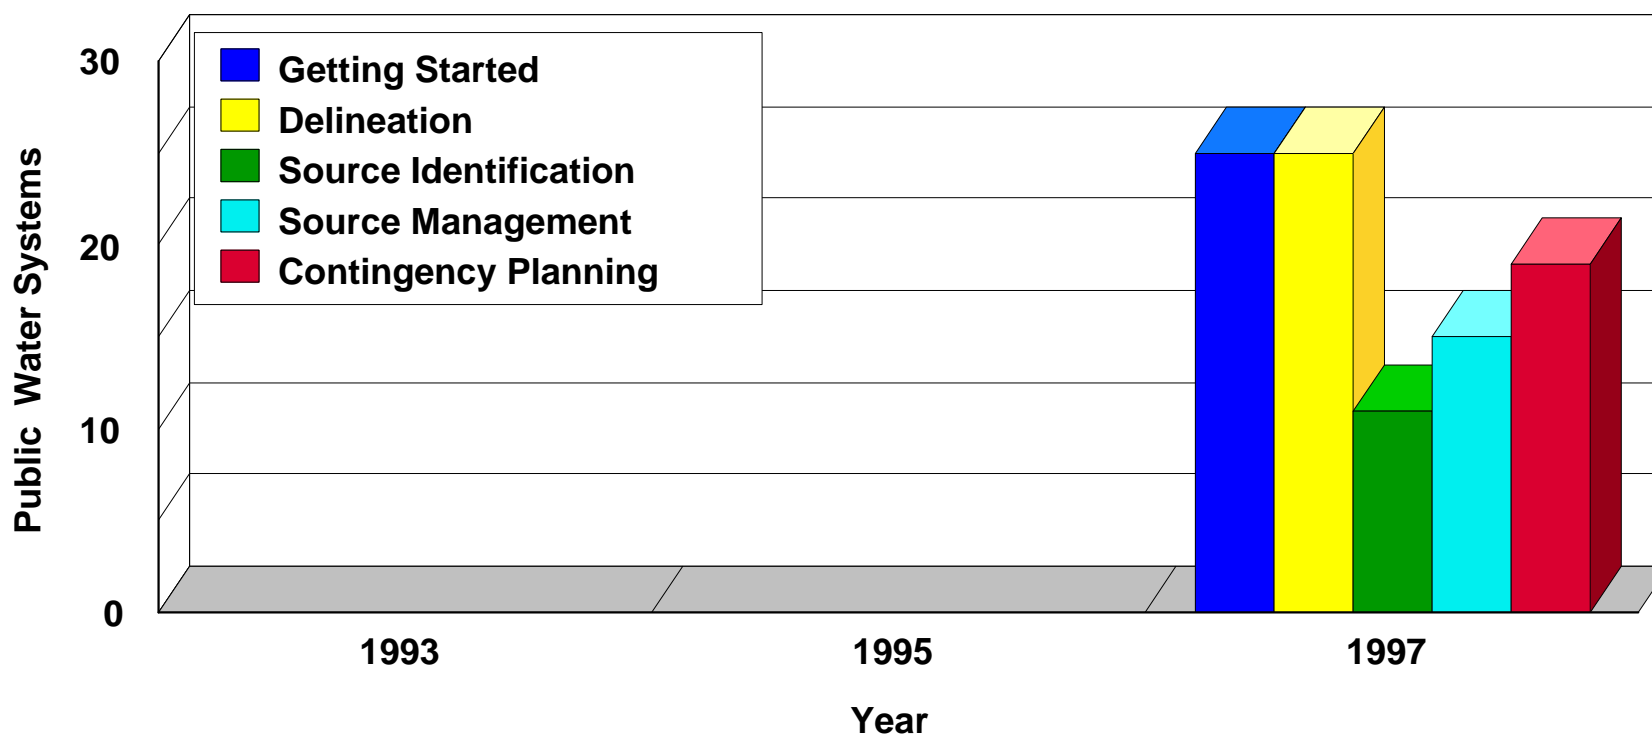 30
20
10
0
Public Water Systems
Getting Started
Delineation
Source Identification
Source Management
Contingency Planning
1993 1995 1997
Year